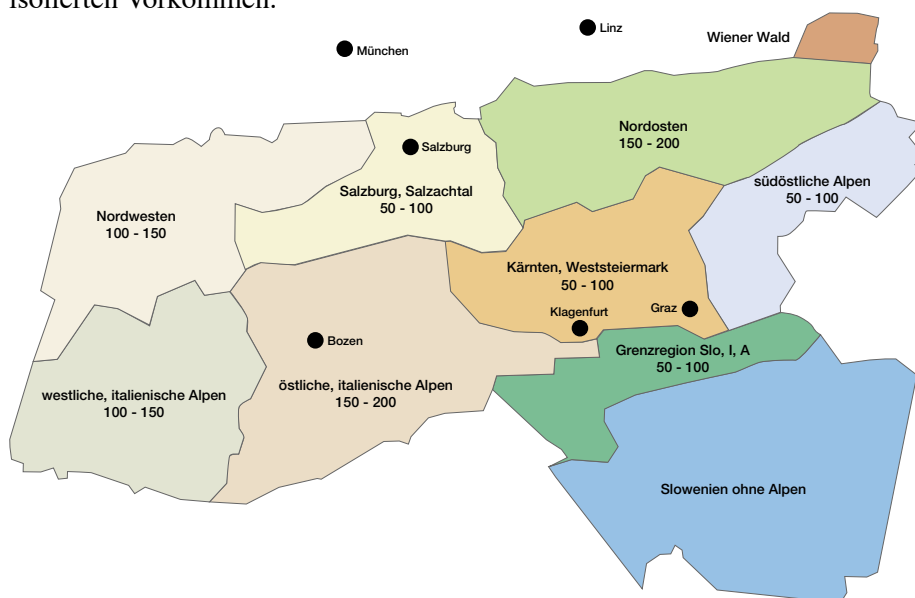 isolierten Vorkommen.
Linz
Wiener Wald
München
Nordosten
150 - 200
Salzburg
südöstliche Alpen
50 - 100
Salzburg, Salzachtal
50 - 100
Nordwesten
100 - 150
Kärnten, Weststeiermark
50 - 100
Klagenfurt
Graz
Bozen
Grenzregion Slo, I, A
50 - 100
östliche, italienische Alpen
150 - 200
westliche, italienische Alpen
100 - 150
Slowenien ohne Alpen